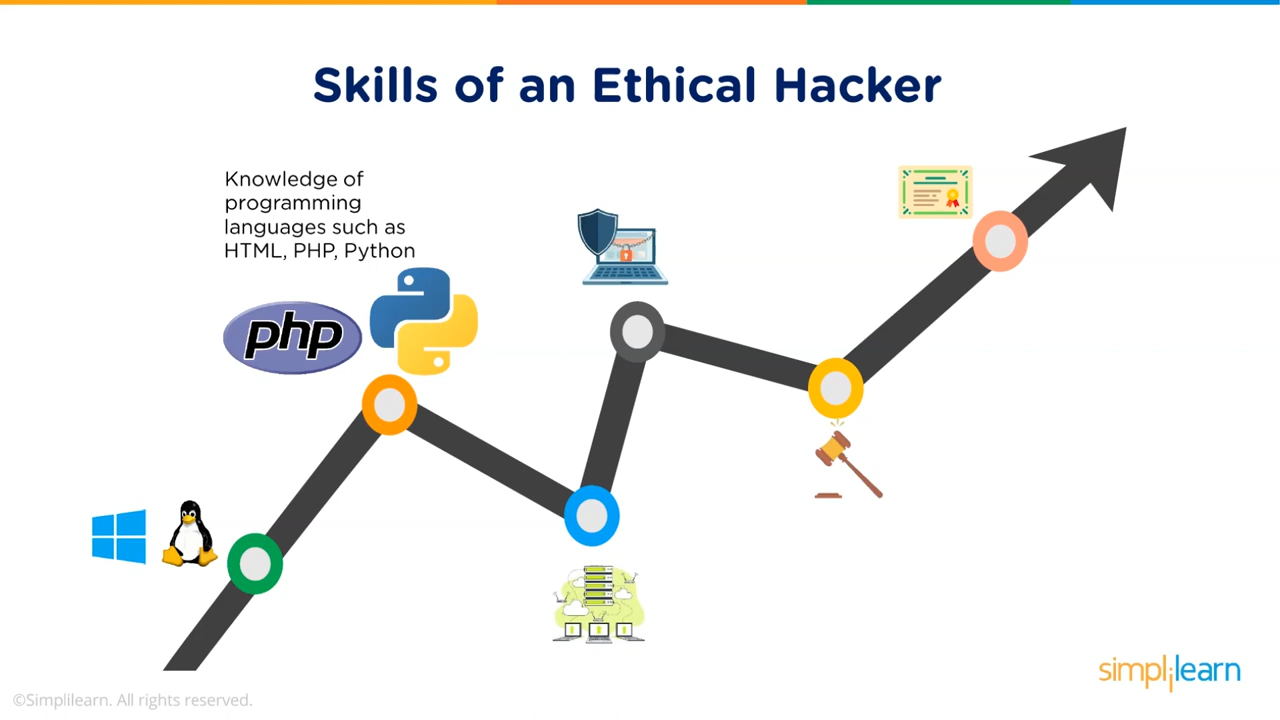 Skills of an Ethical Hacker
Knowledge of
programming
languages such as
HTML, PHP, Python
php
simplilearn
©Simplilearn. All rights reserved.